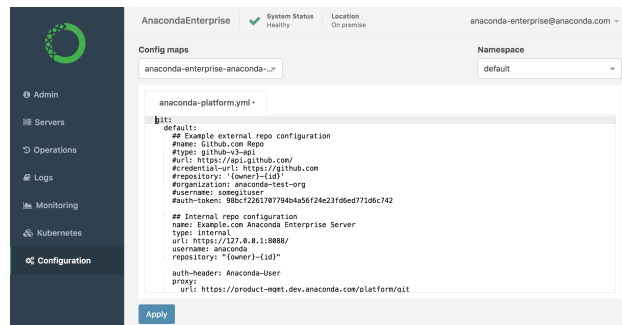 AnacondaEnterprise
System Status
Healthy
Location
On premise
anaconda-enterprise@anaconda.com
Config maps
anaconda-enterprise-anaconda-...
Namespace
default
Admin
Servers
Operations
Logs
Monitoring
Kubernetes
Configuration
anaconda-platform.yml •
git:
default:
## Example external repo configuration
#name: Github.com Repo
#type: github-v3-api
#url: https://api.github.com/
#credential-url: https://github.com
#repository: '{owner}-{id}'
#organization: anaconda-test-org
#username: somegituser
#auth-token: 98bcf2261707794b4a56f24e23fd6ed771d6c742
## Internal repo configuration
name: Example.com Anaconda Enterprise Server
type: internal
url: https://127.0.0.1:8088/
username: anaconda
repository: "{owner}-{id}"
auth-header: Anaconda-User
proxy:
url: https://product-mgmt.dev.anaconda.com/platform/git
Apply